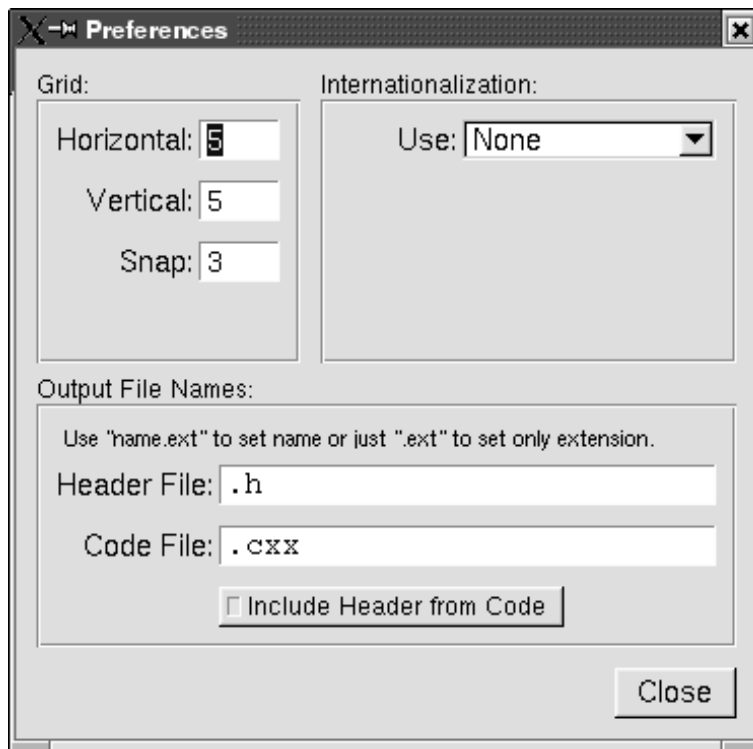 Preferences
Grid:
Horizontal: 5
Vertical: 5
Snap: 3
Internationalization:
Use: None
Output File Names:
Use "name.ext" to set name or just ".ext" to set only extension.
Header File: .h
Code File: .cxx
Include Header from Code
Close